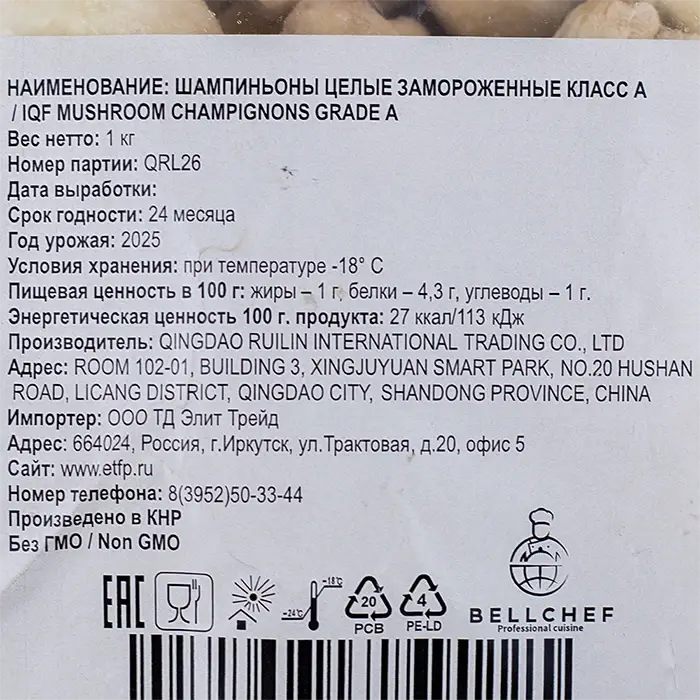 НАИМЕНОВАНИЕ: ШАМПИНЬОНЫ ЦЕЛЫЕ ЗАМОРОЖЕННЫЕ КЛАСС А
/ IQF MUSHROOM CHAMPIGNONS GRADE A
Вес нетто: 1 кг
Номер партии: QRL26
Дата выработки:
Срок годности: 24 месяца
Год урожая: 2025
Условия хранения: при температуре -18° С
Пищевая ценность в 100 г: жиры – 1 г, белки – 4,3 г, углеводы – 1 г.
Энергетическая ценность 100 г. продукта: 27 ккал/113 кДж
Производитель: QINGDAO RUILIN INTERNATIONAL TRADING CO., LTD
Адрес: ROOM 102-01, BUILDING 3, XINGJUYUAN SMART PARK, NO.20 HUSHAN
ROAD, LICANG DISTRICT, QINGDAO CITY, SHANDONG PROVINCE, CHINA
Импортер: ООО ТД Элит Трейд
Адрес: 664024, Россия, г.Иркутск, ул.Трактовая, д.20, офис 5
Сайт: www.etfp.ru
Номер телефона: 8(3952)50-33-44
Произведено в КНР
Без ГМО / Non GMO
EAC
-18°C
-24°C
20
PCB
4
PE-LD
BELLCHEF
Professional cuisine